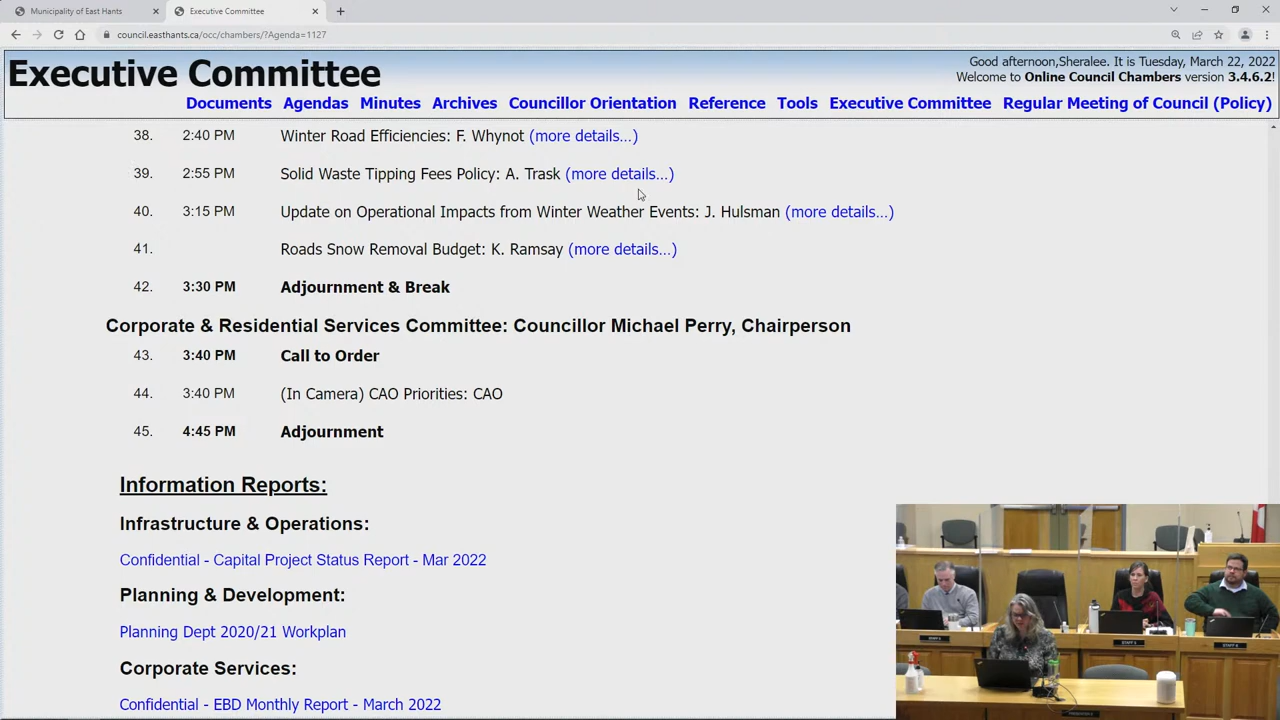 Municipality of East Hants
Executive Committee
council.easthants.ca/occ/chambers/?Agenda=1127
Executive Committee
Good afternoon,Sheralee. It is Tuesday, March 22, 2022
Welcome to Online Council Chambers version 3.4.6.2!
Documents Agendas Minutes Archives Councillor Orientation Reference Tools Executive Committee Regular Meeting of Council (Policy)
38. 2:40 PM Winter Road Efficiencies: F. Whynot (more details...)
39. 2:55 PM Solid Waste Tipping Fees Policy: A. Trask (more details...)
40. 3:15 PM Update on Operational Impacts from Winter Weather Events: J. Hulsman (more details...)
41. Roads Snow Removal Budget: K. Ramsay (more details...)
42. 3:30 PM Adjournment & Break
Corporate & Residential Services Committee: Councillor Michael Perry, Chairperson
43. 3:40 PM Call to Order
44. 3:40 PM (In Camera) CAO Priorities: CAO
45. 4:45 PM Adjournment
Information Reports:
Infrastructure & Operations:
Confidential - Capital Project Status Report - Mar 2022
Planning & Development:
Planning Dept 2020/21 Workplan
Corporate Services:
Confidential - EBD Monthly Report - March 2022